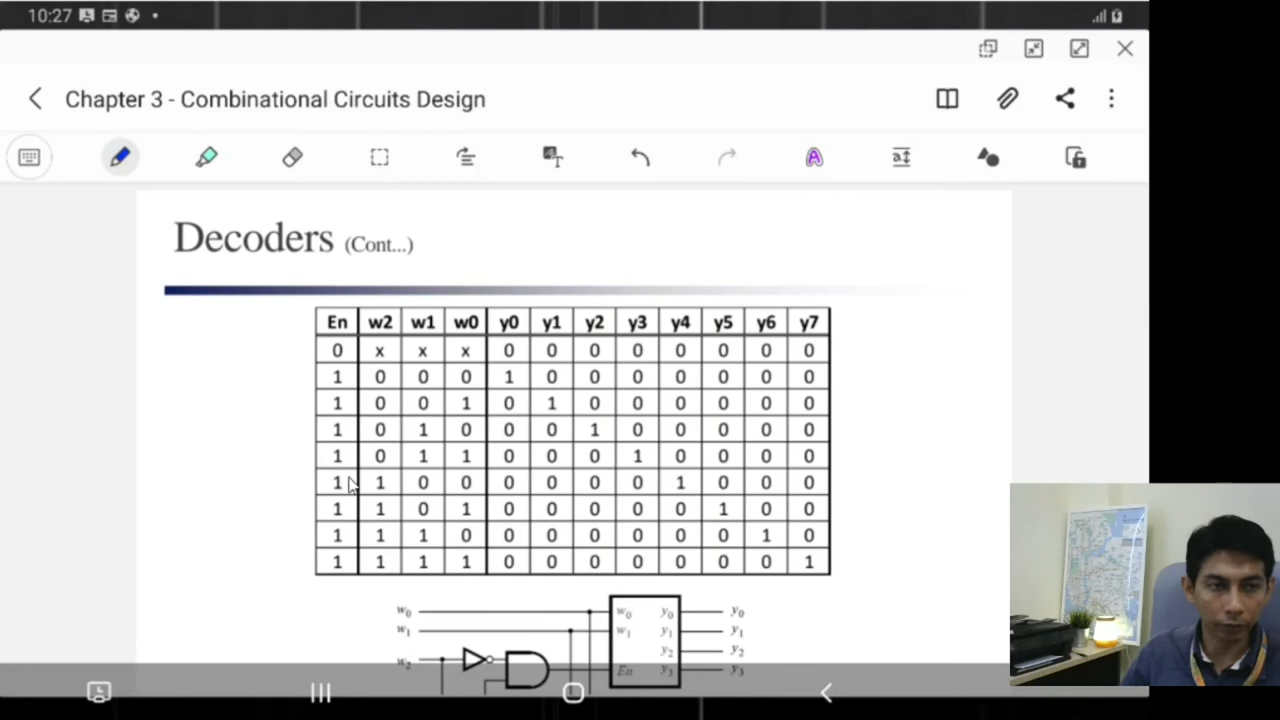 10:27
Chapter 3 - Combinational Circuits Design
Decoders (Cont...)
En w2 w1 w0 y0 y1 y2 y3 y4 y5 y6 y7
0 x x x 0 0 0 0 0 0 0 0
1 0 0 0 1 0 0 0 0 0 0 0
1 0 0 1 0 1 0 0 0 0 0 0
1 0 1 0 0 0 1 0 0 0 0 0
1 0 1 1 0 0 0 1 0 0 0 0
1 1 0 0 0 0 0 0 1 0 0 0
1 1 0 1 0 0 0 0 0 1 0 0
1 1 1 0 0 0 0 0 0 0 1 0
1 1 1 1 0 0 0 0 0 0 0 1
w0 w0 y0 y0
w1 w1 y1 y1
y2 y2
w2 En y3 y3